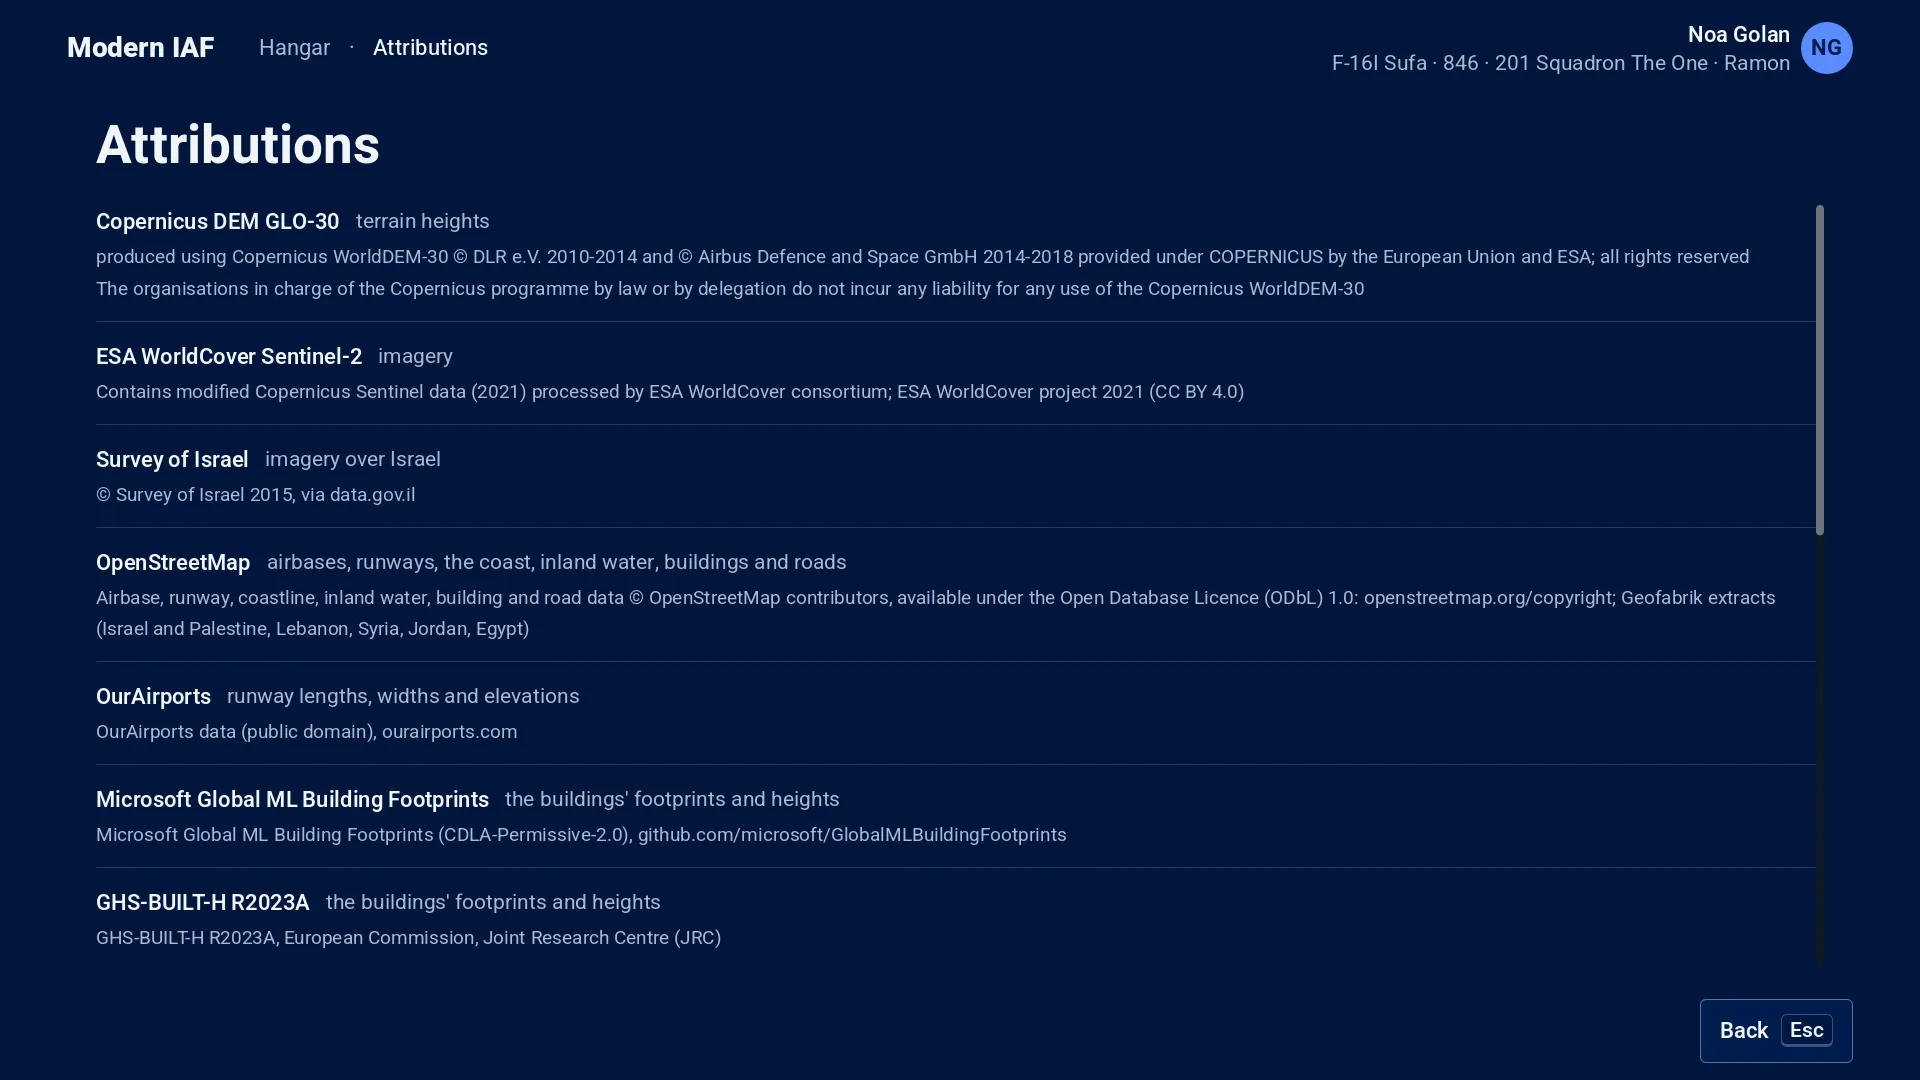 Modern IAF
Hangar · Attributions
Noa Golan
F-16I Sufa · 846 · 201 Squadron The One · Ramon
NG
Attributions
Copernicus DEM GLO-30 terrain heights
produced using Copernicus WorldDEM-30 © DLR e.V. 2010-2014 and © Airbus Defence and Space GmbH 2014-2018 provided under COPERNICUS by the European Union and ESA; all rights reserved
The organisations in charge of the Copernicus programme by law or by delegation do not incur any liability for any use of the Copernicus WorldDEM-30
ESA WorldCover Sentinel-2 imagery
Contains modified Copernicus Sentinel data (2021) processed by ESA WorldCover consortium; ESA WorldCover project 2021 (CC BY 4.0)
Survey of Israel imagery over Israel
© Survey of Israel 2015, via data.gov.il
OpenStreetMap airbases, runways, the coast, inland water, buildings and roads
Airbase, runway, coastline, inland water, building and road data © OpenStreetMap contributors, available under the Open Database Licence (ODbL) 1.0: openstreetmap.org/copyright; Geofabrik extracts
(Israel and Palestine, Lebanon, Syria, Jordan, Egypt)
OurAirports runway lengths, widths and elevations
OurAirports data (public domain), ourairports.com
Microsoft Global ML Building Footprints the buildings' footprints and heights
Microsoft Global ML Building Footprints (CDLA-Permissive-2.0), github.com/microsoft/GlobalMLBuildingFootprints
GHS-BUILT-H R2023A the buildings' footprints and heights
GHS-BUILT-H R2023A, European Commission, Joint Research Centre (JRC)
Back Esc